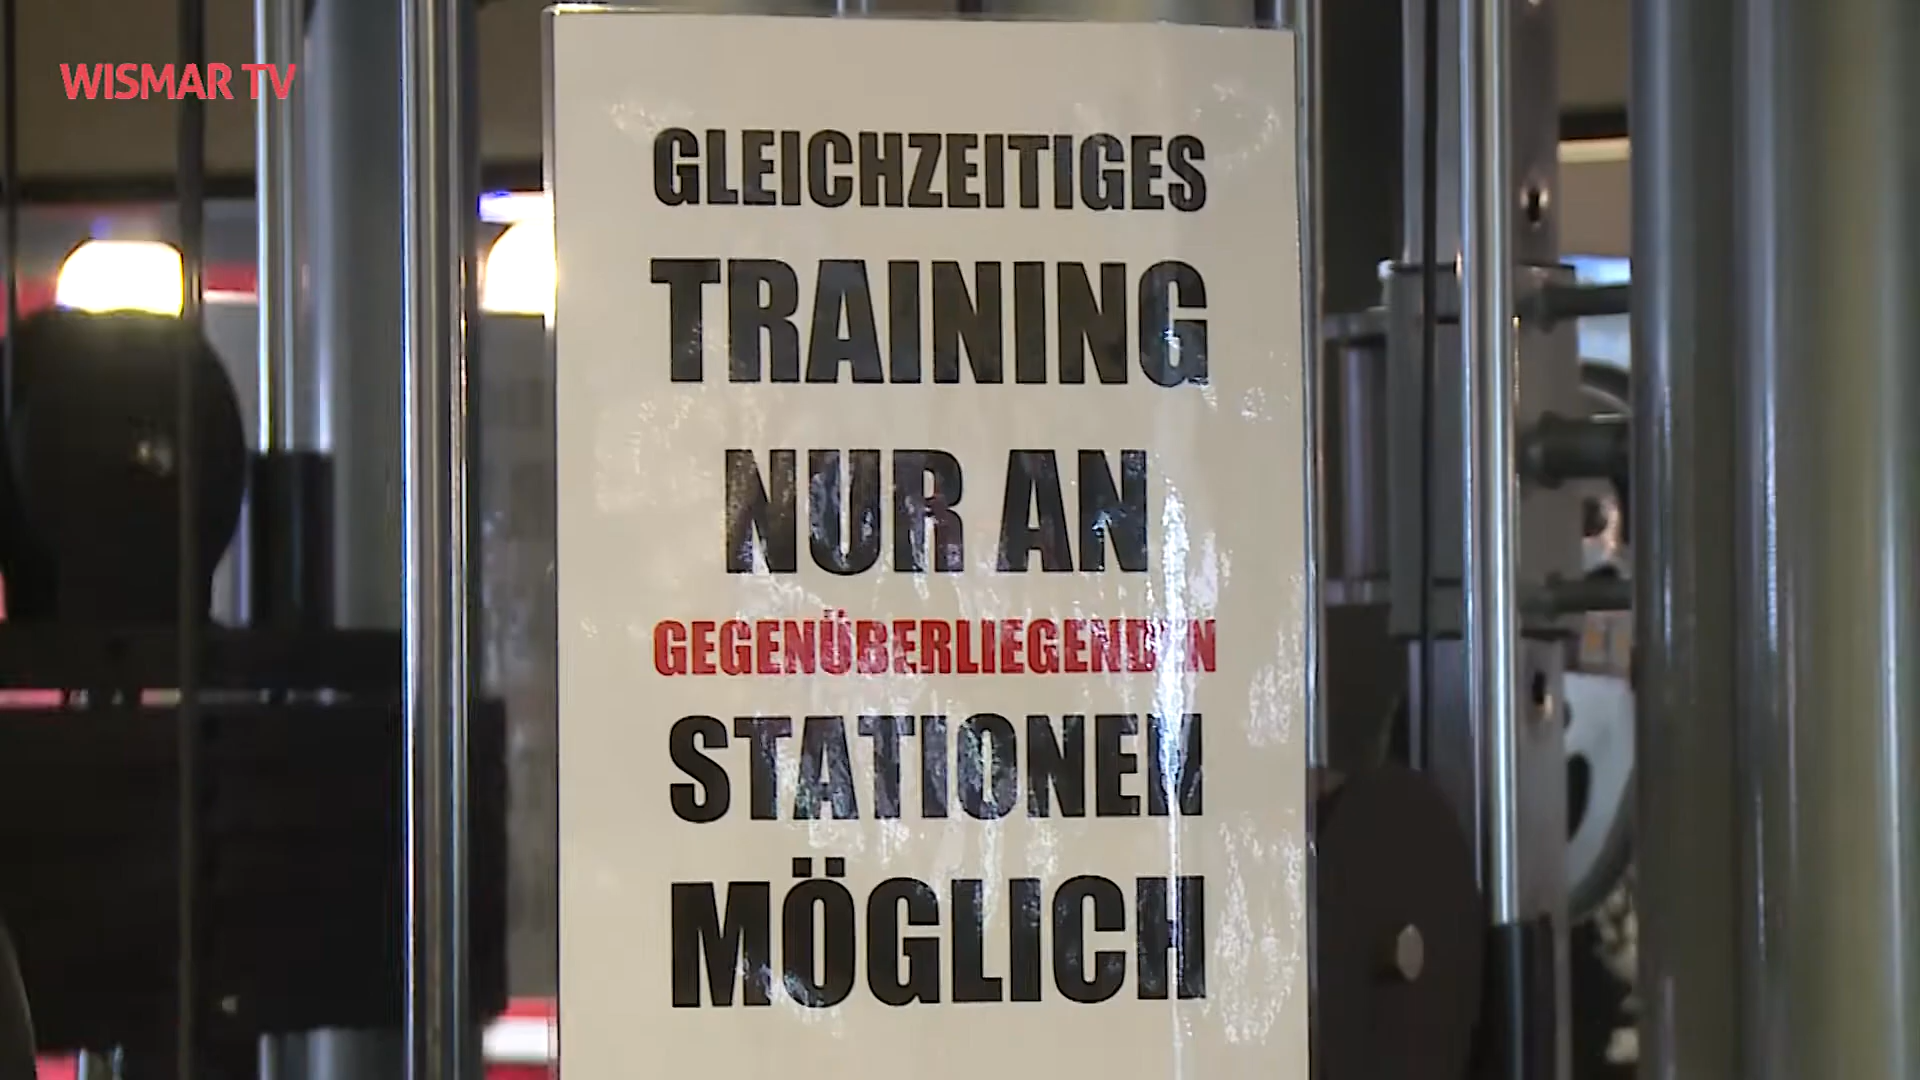 WISMAR TV
GLEICHZEITIGES
TRAINING
NUR AN
GEGENÜBERLIEGENDEN
STATIONEN
MÖGLICH